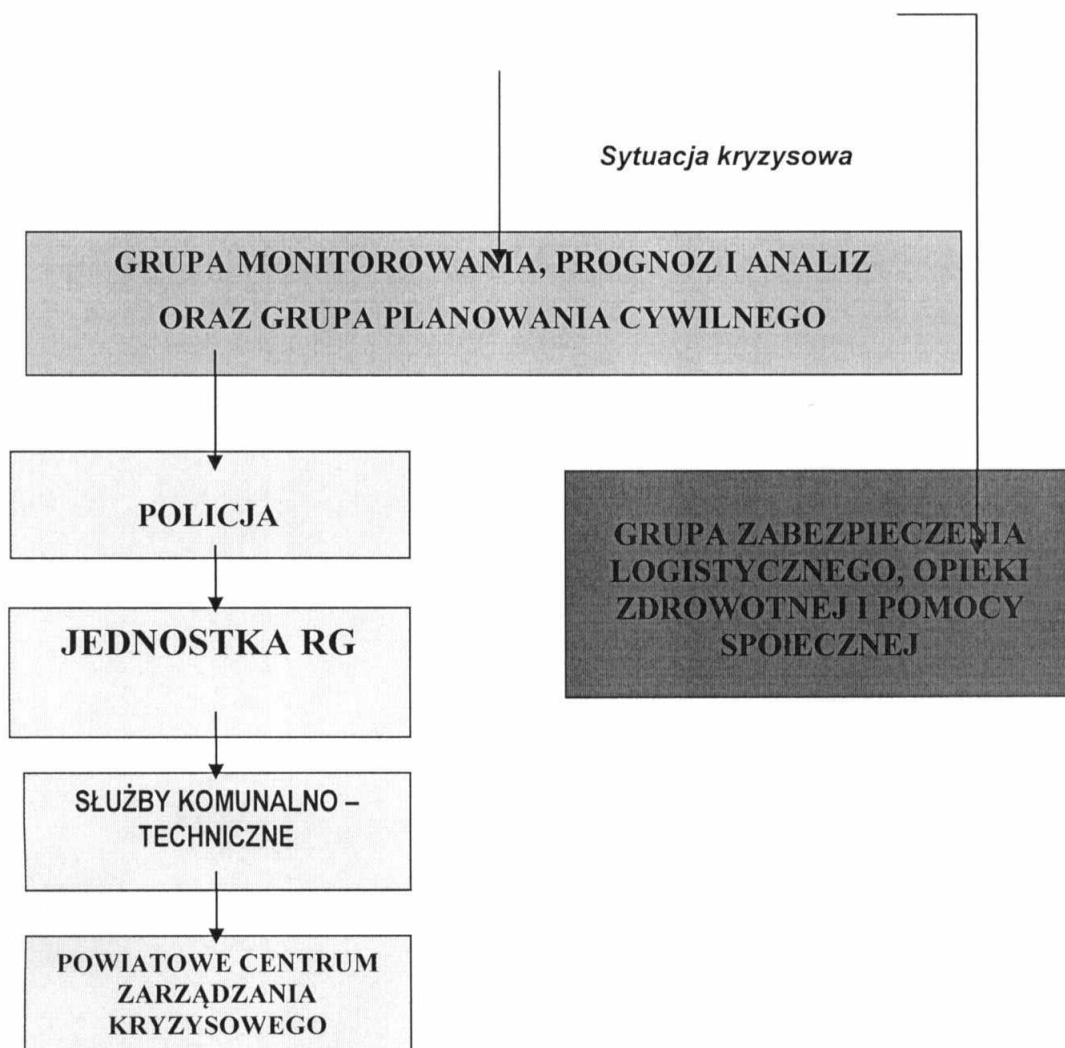 Sytuacja kryzysowa
GRUPA MONITOROWANIA, PROGNOZ I ANALIZ
ORAZ GRUPA PLANOWANIA CYWILNEGO
POLICJA
GRUPA ZABEZPIECZENIA
LOGISTYCZNEGO, OPIEKI
ZDROWOTNEJ I POMOCY
SPOłECZNEJ
JEDNOSTKA RG
SŁUŻBY KOMUNALNO –
TECHNICZNE
POWIATOWE CENTRUM
ZARZĄDZANIA
KRYZYSOWEGO